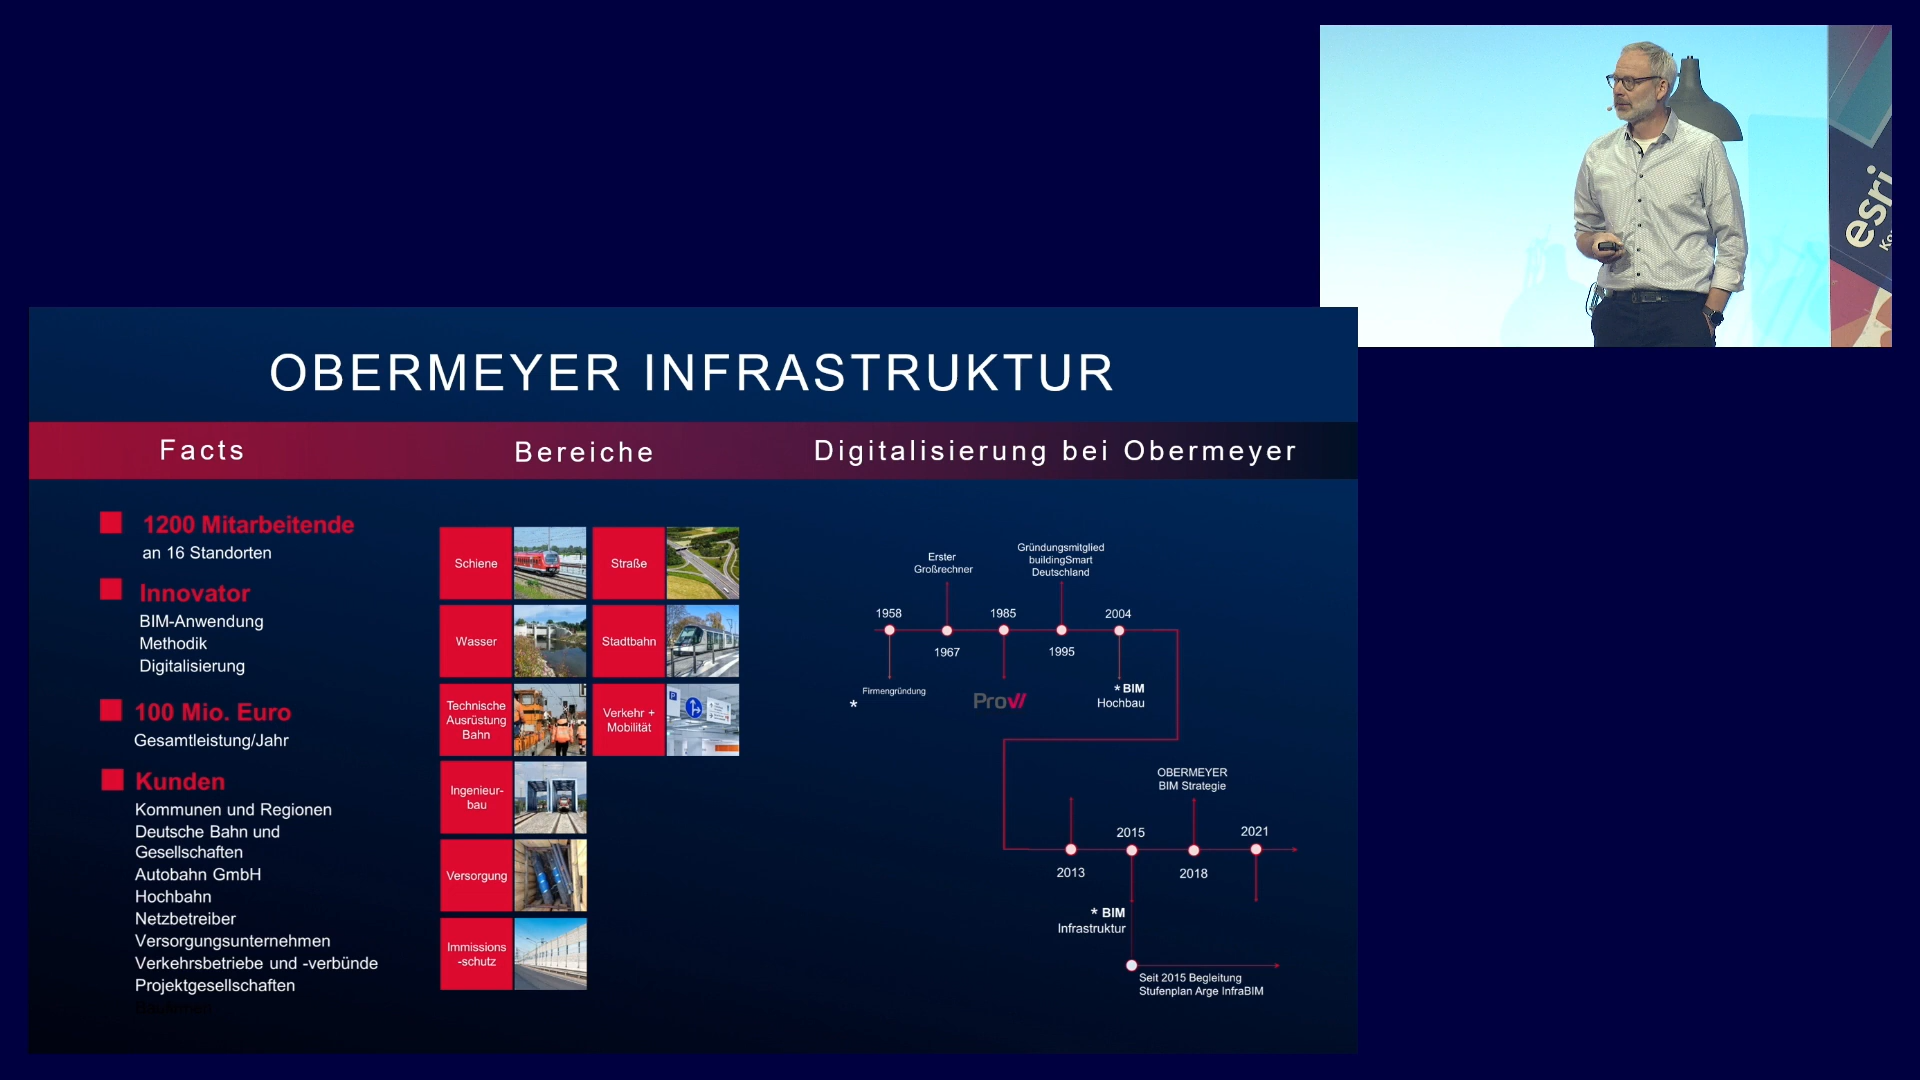 esri
OBERMEYER INFRASTRUKTUR
Facts
Bereiche
Digitalisierung bei Obermeyer
1200 Mitarbeitende
an 16 Standorten
Innovator
BIM-Anwendung
Methodik
Digitalisierung
100 Mio. Euro
Gesamtleistung/Jahr
Kunden
Kommunen und Regionen
Deutsche Bahn und
Gesellschaften
Autobahn GmbH
Hochbahn
Netzbetreiber
Versorgungsunternehmen
Verkehrsbetriebe und -verbünde
Projektgesellschaften
Schiene
Straße
Wasser
Stadtbahn
Technische
Ausrüstung
Bahn
Verkehr +
Mobilität
Ingenieur-
bau
Versorgung
Immissions
-schutz
Erster
Großrechner
Gründungsmitglied
buildingSmart
Deutschland
1958
1985
2004
1967
1995
Firmengründung
*
ProVI
* BIM
Hochbau
OBERMEYER
BIM Strategie
2015
2021
2013
2018
* BIM
Infrastruktur
Seit 2015 Begleitung
Stufenplan Arge InfraBIM